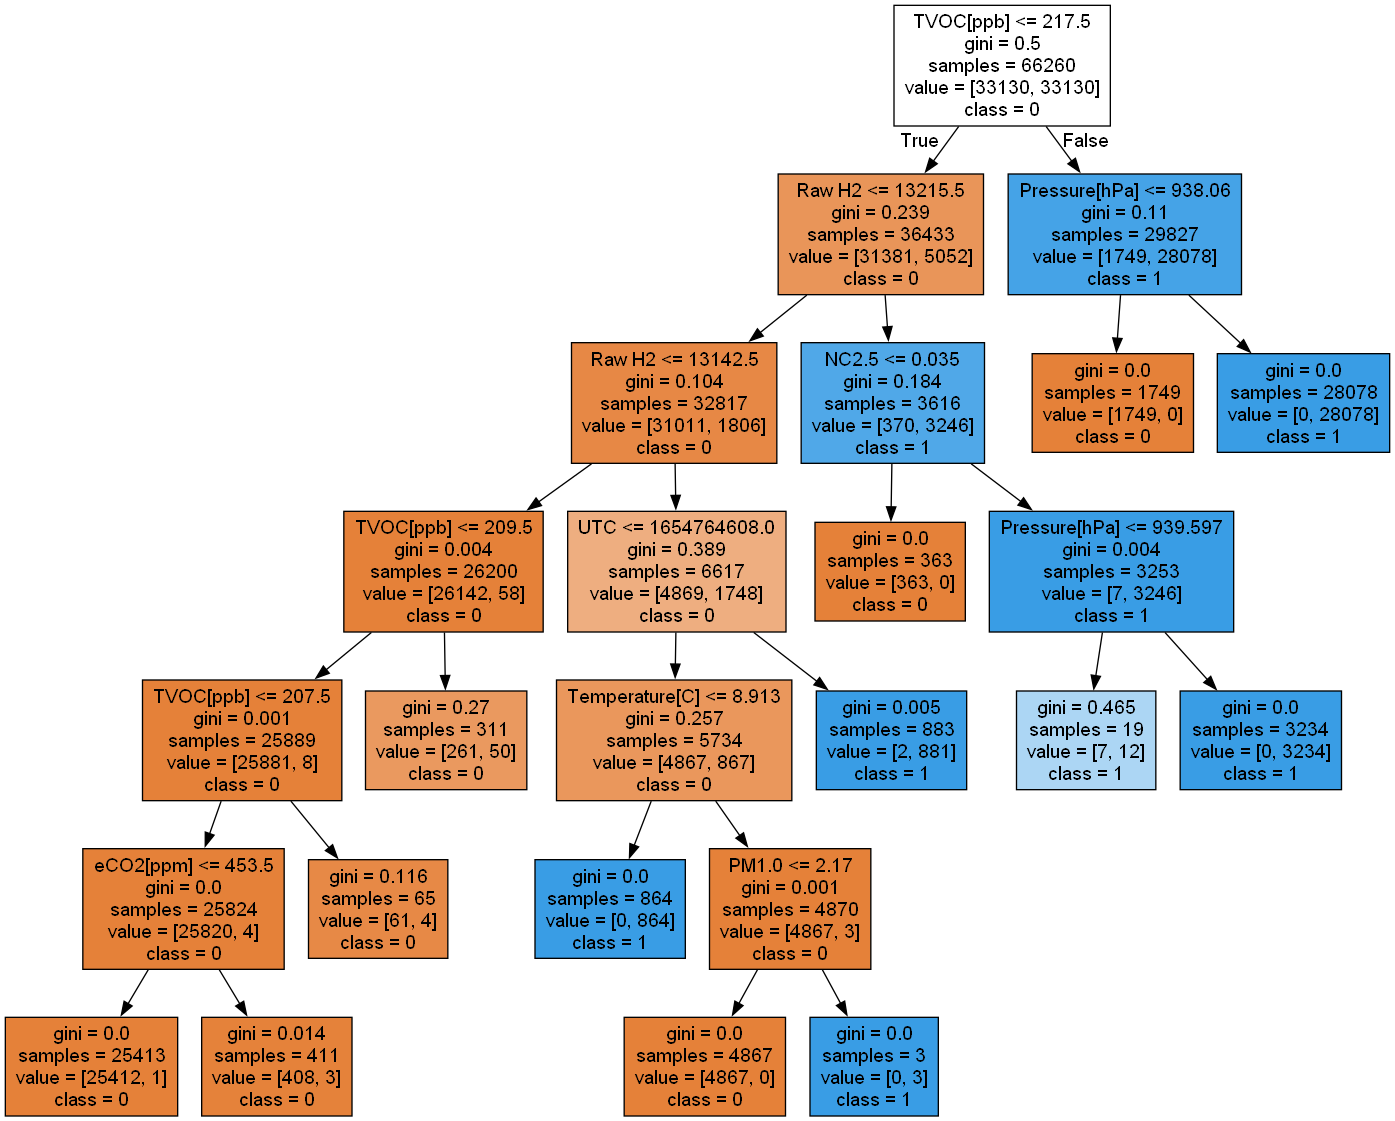 TVOC[ppb] <= 217.5
gini = 0.5
samples = 66260
value = [33130, 33130]
class = 0
True
False
Raw H2 <= 13215.5
gini = 0.239
samples = 36433
value = [31381, 5052]
class = 0
Pressure[hPa] <= 938.06
gini = 0.11
samples = 29827
value = [1749, 28078]
class = 1
Raw H2 <= 13142.5
gini = 0.104
samples = 32817
value = [31011, 1806]
class = 0
NC2.5 <= 0.035
gini = 0.184
samples = 3616
value = [370, 3246]
class = 1
gini = 0.0
samples = 1749
value = [1749, 0]
class = 0
gini = 0.0
samples = 28078
value = [0, 28078]
class = 1
TVOC[ppb] <= 209.5
gini = 0.004
samples = 26200
value = [26142, 58]
class = 0
UTC <= 1654764608.0
gini = 0.389
samples = 6617
value = [4869, 1748]
class = 0
gini = 0.0
samples = 363
value = [363, 0]
class = 0
Pressure[hPa] <= 939.597
gini = 0.004
samples = 3253
value = [7, 3246]
class = 1
TVOC[ppb] <= 207.5
gini = 0.001
samples = 25889
value = [25881, 8]
class = 0
gini = 0.27
samples = 311
value = [261, 50]
class = 0
Temperature[C] <= 8.913
gini = 0.257
samples = 5734
value = [4867, 867]
class = 0
gini = 0.005
samples = 883
value = [2, 881]
class = 1
gini = 0.465
samples = 19
value = [7, 12]
class = 1
gini = 0.0
samples = 3234
value = [0, 3234]
class = 1
eCO2[ppm] <= 453.5
gini = 0.0
samples = 25824
value = [25820, 4]
class = 0
gini = 0.116
samples = 65
value = [61, 4]
class = 0
gini = 0.0
samples = 864
value = [0, 864]
class = 1
PM1.0 <= 2.17
gini = 0.001
samples = 4870
value = [4867, 3]
class = 0
gini = 0.0
samples = 25413
value = [25412, 1]
class = 0
gini = 0.014
samples = 411
value = [408, 3]
class = 0
gini = 0.0
samples = 4867
value = [4867, 0]
class = 0
gini = 0.0
samples = 3
value = [0, 3]
class = 1